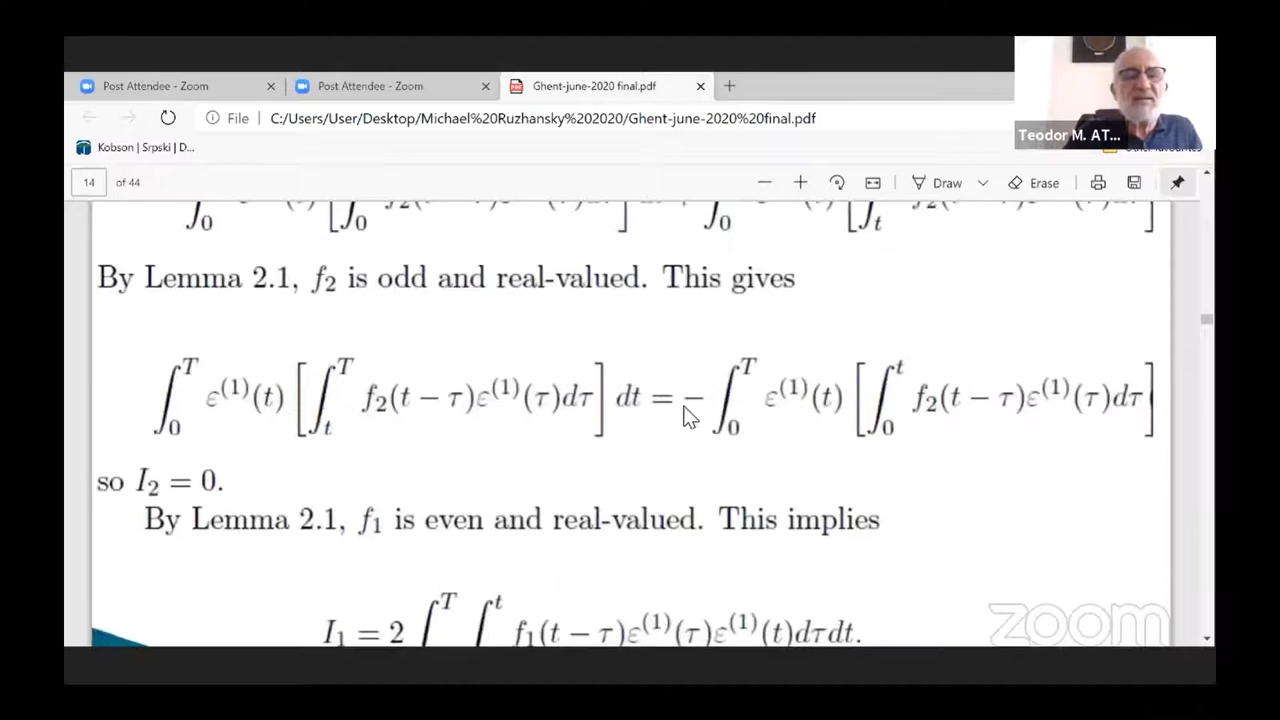 Post Attendee - Zoom
Post Attendee - Zoom
Ghent-june-2020 final.pdf
File C:/Users/User/Desktop/Michael%20Ruzhansky%202020/Ghent-june-2020%20final.pdf
Teodor M. AT...
Kobson | Srpski | D...
14 of 44
Draw
Erase
By Lemma 2.1, f₂ is odd and real-valued. This gives
∫₀ᵀ ε⁽¹⁾(t) [∫ₜᵀ f₂(t − τ)ε⁽¹⁾(τ)dτ] dt = − ∫₀ᵀ ε⁽¹⁾(t) [∫₀ᵗ f₂(t − τ)ε⁽¹⁾(τ)dτ]
so I₂ = 0.
By Lemma 2.1, f₁ is even and real-valued. This implies
I₁ = 2 ∫ᵀ ∫ᵗ f₁(t − τ)ε⁽¹⁾(τ)ε⁽¹⁾(t)dτdt.
zoom